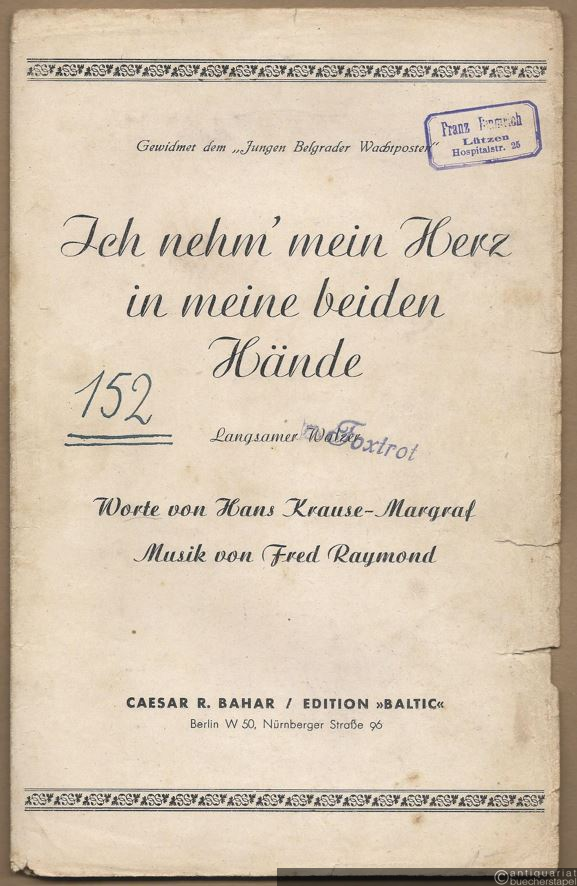 Gewidmet dem „Jungen Belgrader Wachtposten"
Franz
Lützen
Hospitalstr. 25
Ich nehm' mein Herz
in meine beiden
Hände
152
Langsamer Walzer
Foxtrot
Worte von Hans Krause-Margraf
Musik von Fred Raymond
CAESAR R. BAHAR / EDITION »BALTIC«
Berlin W 50, Nürnberger Straße 96
©antiquariat
buecherstapel